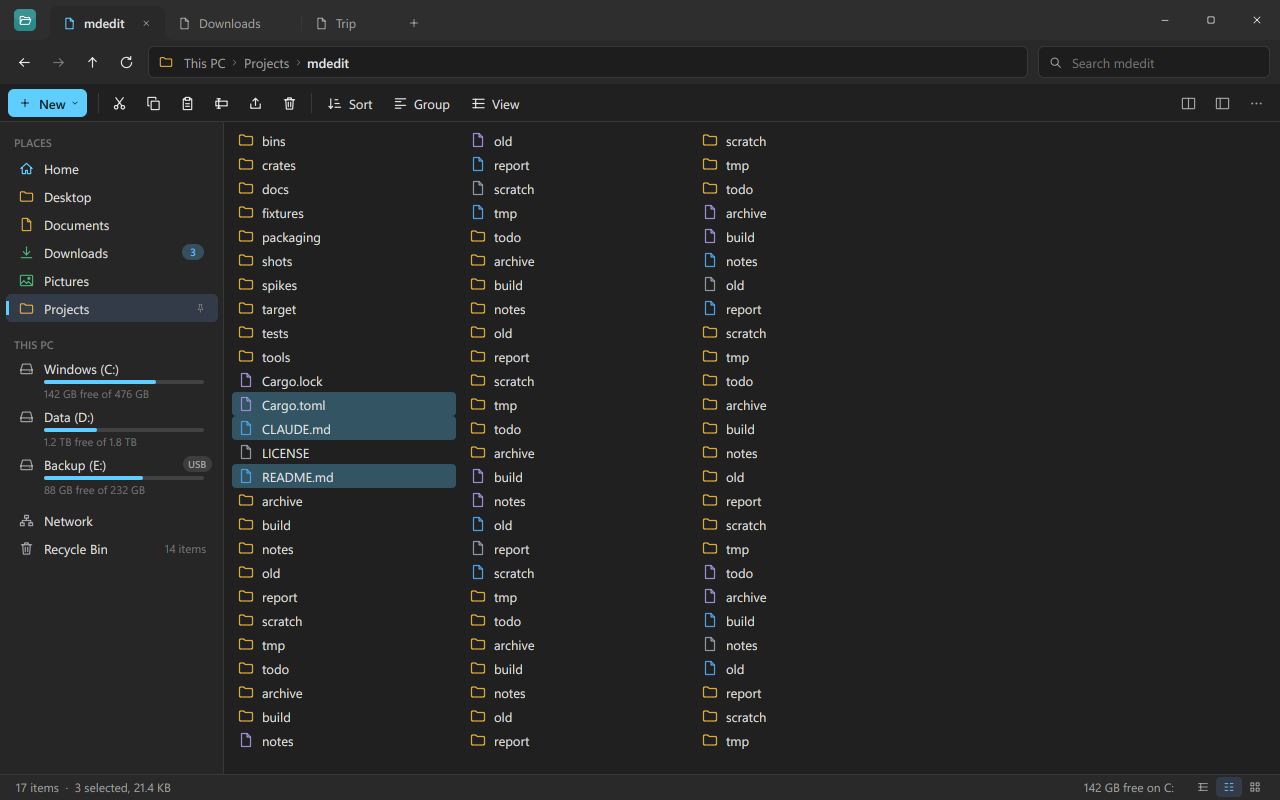 mdedit
Downloads
Trip
This PC
Projects
mdedit
Search mdedit
New
Sort
Group
View
PLACES
Home
Desktop
Documents
Downloads 3
Pictures
Projects
THIS PC
Windows (C:)
142 GB free of 476 GB
Data (D:)
1.2 TB free of 1.8 TB
Backup (E:) USB
88 GB free of 232 GB
Network
Recycle Bin 14 items
bins
crates
docs
fixtures
packaging
shots
spikes
target
tests
tools
Cargo.lock
Cargo.toml
CLAUDE.md
LICENSE
README.md
archive
build
notes
old
report
scratch
tmp
todo
archive
build
notes
old
report
scratch
tmp
todo
archive
build
notes
old
report
scratch
tmp
todo
archive
build
notes
old
report
scratch
tmp
todo
archive
build
notes
old
report
scratch
tmp
todo
archive
build
notes
old
report
scratch
tmp
todo
archive
build
notes
old
report
scratch
tmp
todo
archive
build
notes
old
report
scratch
tmp
17 items · 3 selected, 21.4 KB
142 GB free on C: